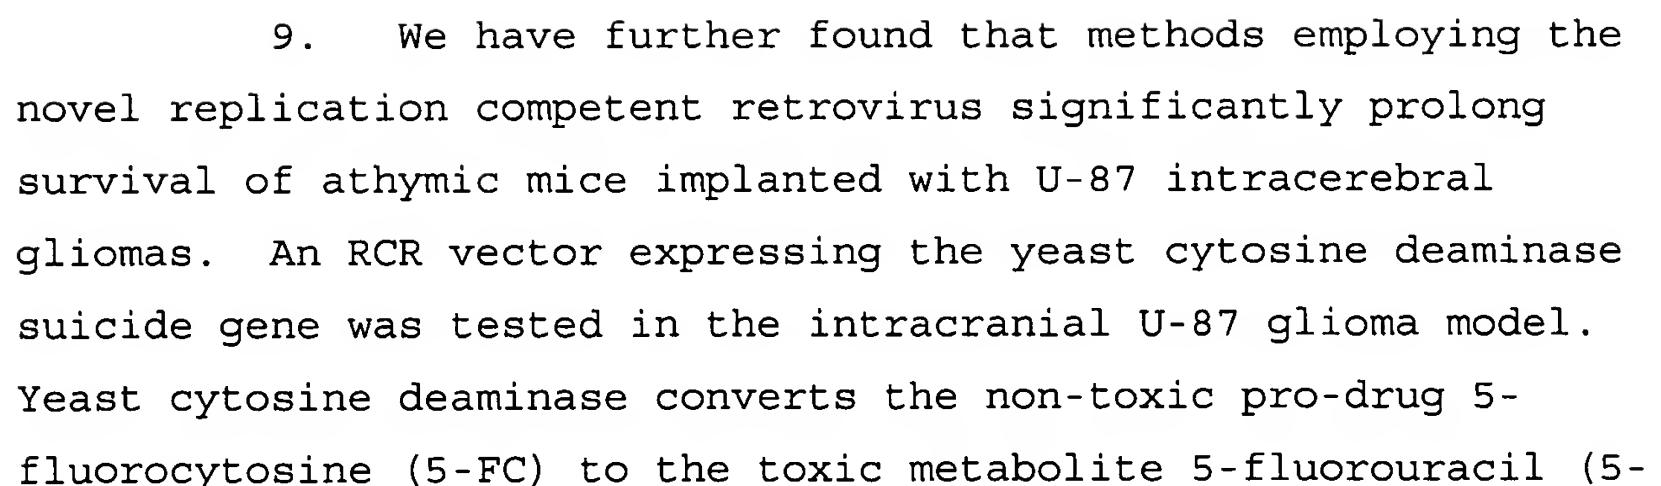 9. We have further found that methods employing the
novel replication competent retrovirus significantly prolong
survival of athymic mice implanted with U-87 intracerebral
gliomas. An RCR vector expressing the yeast cytosine deaminase
suicide gene was tested in the intracranial U-87 glioma model.
Yeast cytosine deaminase converts the non-toxic pro-drug 5-
fluorocytosine (5-FC) to the toxic metabolite 5-fluorouracil (5-